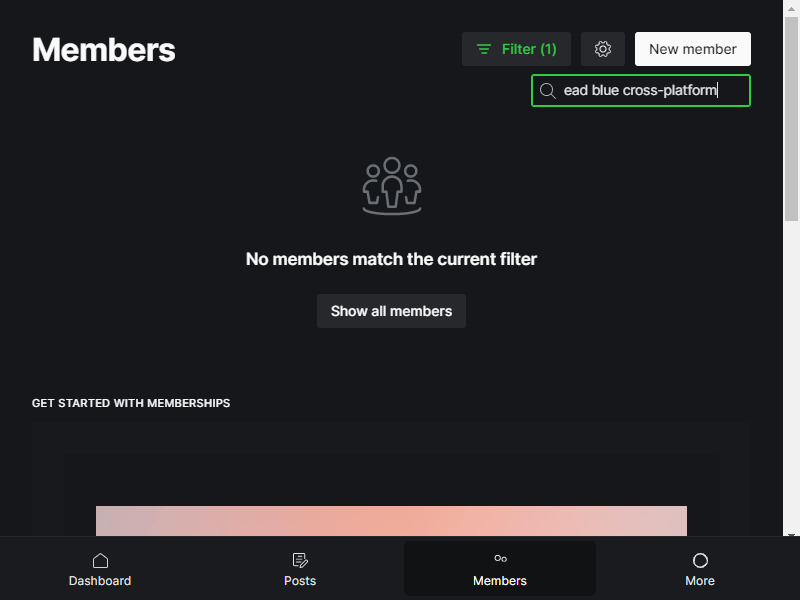 Members
Filter (1)
New member
ead blue cross-platform
No members match the current filter
Show all members
GET STARTED WITH MEMBERSHIPS
Dashboard
Posts
Members
More